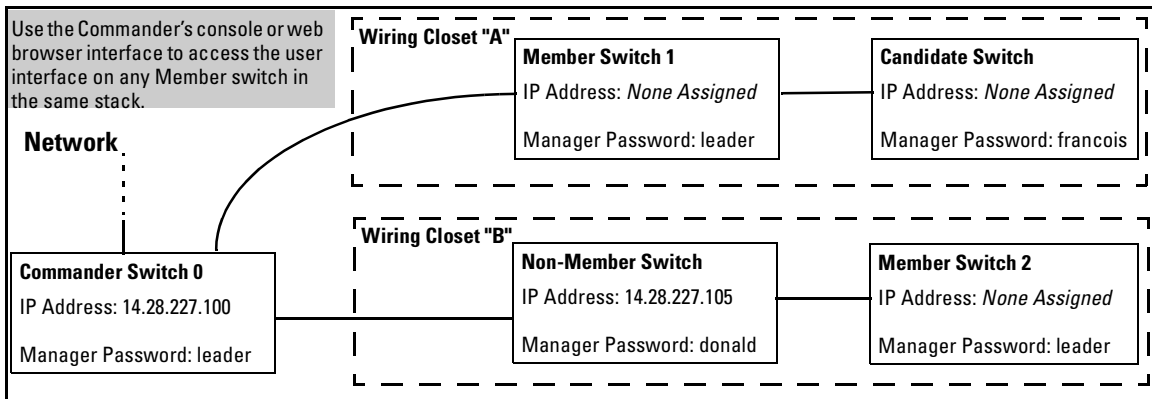 Use the Commander's console or web
browser interface to access the user
interface on any Member switch in
the same stack.
Network
Wiring Closet "A"
Member Switch 1
IP Address: None Assigned
Manager Password: leader
Candidate Switch
IP Address: None Assigned
Manager Password: francois
Commander Switch 0
IP Address: 14.28.227.100
Manager Password: leader
Wiring Closet "B"
Non-Member Switch
IP Address: 14.28.227.105
Manager Password: donald
Member Switch 2
IP Address: None Assigned
Manager Password: leader